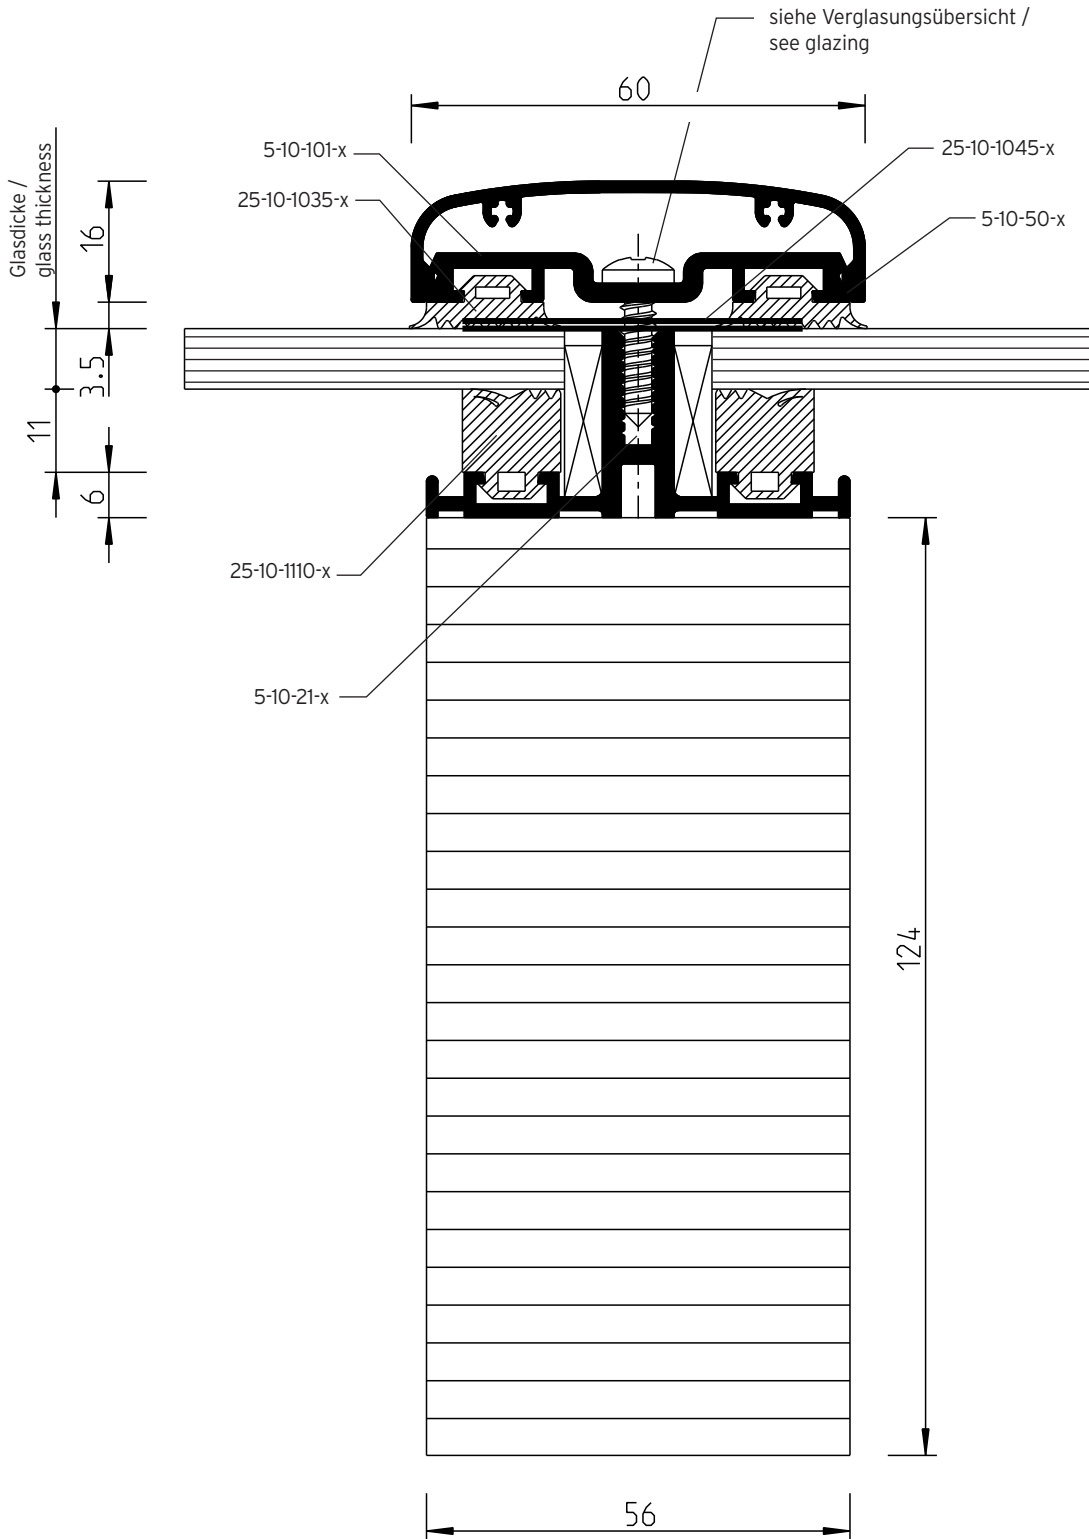 siehe Verglasungsübersicht /
see glazing
60
5-10-101-x
25-10-1045-x
25-10-1035-x
5-10-50-x
Glasdicke /
glass thickness
16
3.5
11
6
25-10-1110-x
5-10-21-x
124
56